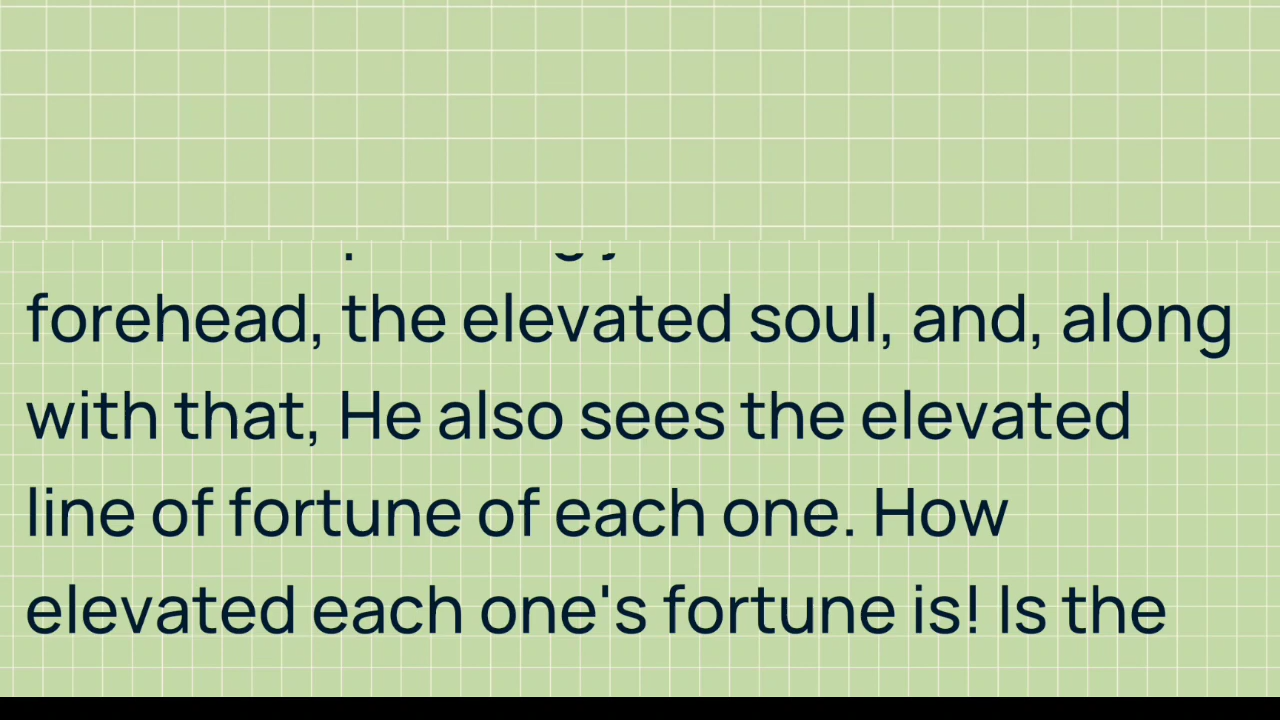 forehead, the elevated soul, and, along
with that, He also sees the elevated
line of fortune of each one. How
elevated each one's fortune is! Is the